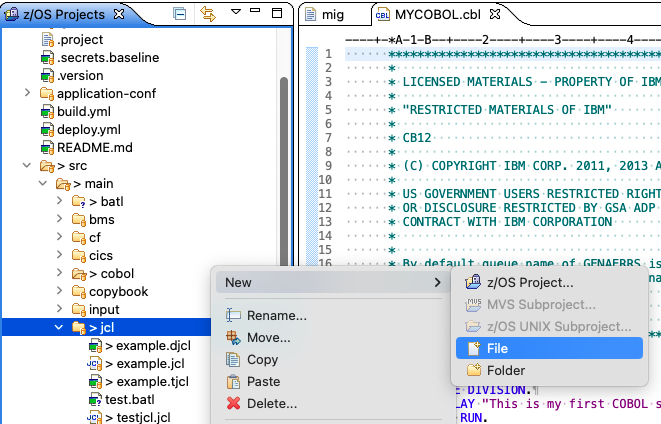 z/OS Projects
.project
.secrets.baseline
.version
application-conf
build.yml
deploy.yml
README.md
> src
> main
> batl
bms
cf
cics
> cobol
copybook
input
> jcl
> example.djcl
> example.jcl
> example.tjcl
test.batl
> testjcl.jcl
mig
MYCOBOL.cbl
----+-*A-1-B--+----2----+----3----+----4
1 ************************************
2 *
3 * LICENSED MATERIALS - PROPERTY OF IBM
4 *
5 * "RESTRICTED MATERIALS OF IBM"
6 *
7 * CB12
8 *
9 * (C) COPYRIGHT IBM CORP. 2011, 2013 A
10 *
11 * US GOVERNMENT USERS RESTRICTED RIGHT
12 * OR DISCLOSURE RESTRICTED BY GSA ADP
13 * CONTRACT WITH IBM CORPORATION
14 *
15 *
16 * By default queue name of GENAERRS is
E DIVISION.
LAY "This is my first COBOL s
RUN.
New
Rename...
Move...
Copy
Paste
Delete...
z/OS Project...
MVS Subproject...
z/OS UNIX Subproject...
File
Folder